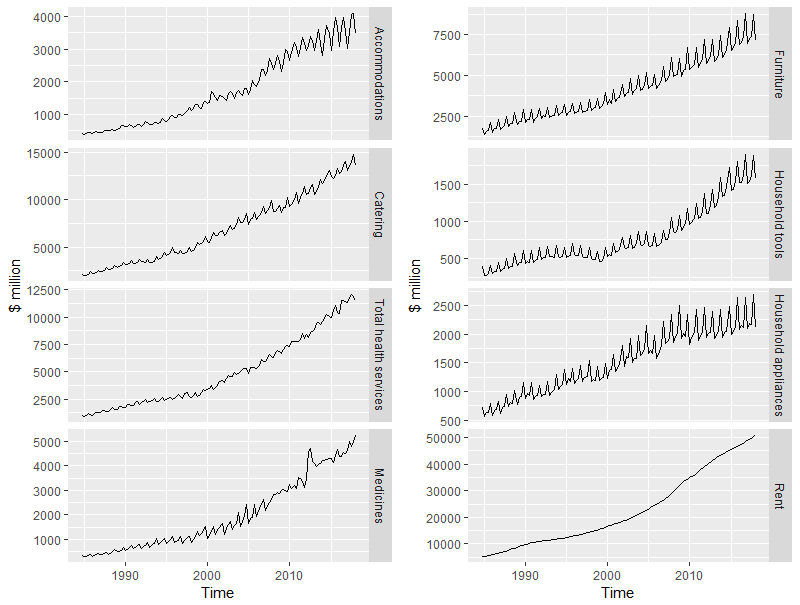 4000
3000
2000
1000
Accommodations
15000
10000
5000
Catering
12500
10000
7500
5000
2500
Total health services
5000
4000
3000
2000
1000
Medicines
$ million
1990 2000 2010
Time
7500
5000
2500
Furniture
1500
1000
500
Household tools
2500
2000
1500
1000
500
Household appliances
50000
40000
30000
20000
10000
Rent
$ million
1990 2000 2010
Time